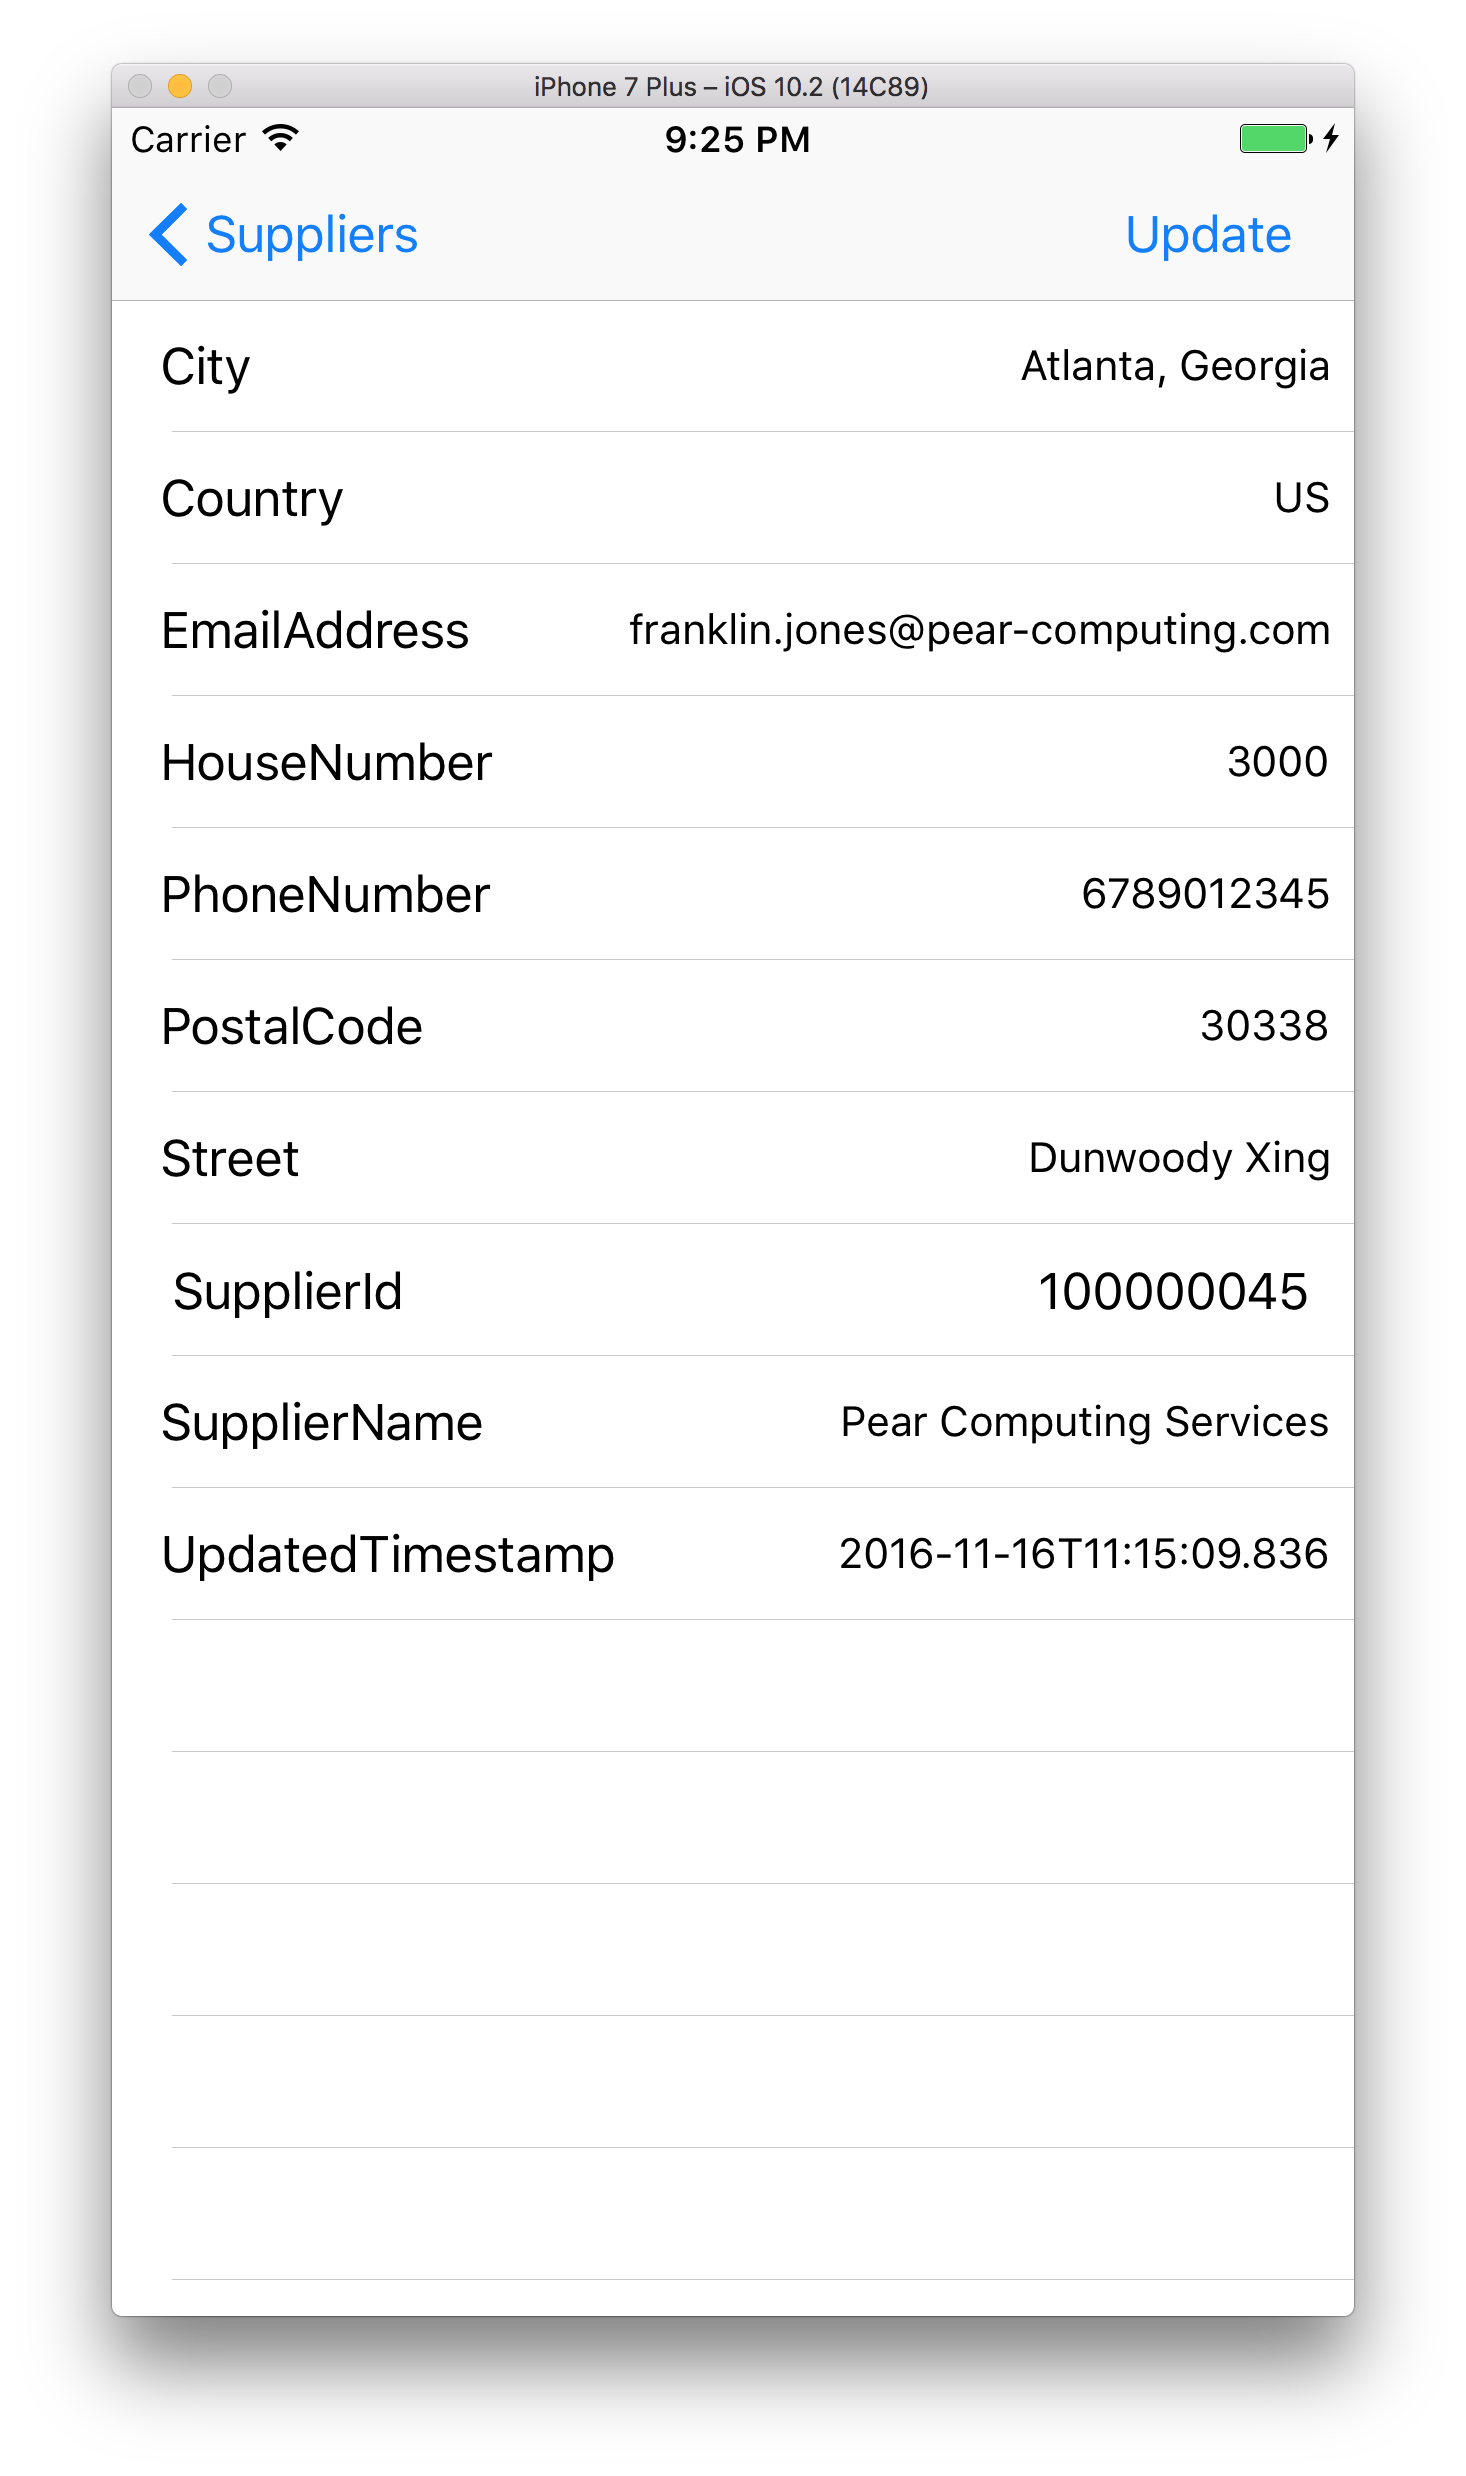 iPhone 7 Plus – iOS 10.2 (14C89)
Carrier 9:25 PM
Suppliers Update
City Atlanta, Georgia
Country US
EmailAddress franklin.jones@pear-computing.com
HouseNumber 3000
PhoneNumber 6789012345
PostalCode 30338
Street Dunwoody Xing
SupplierId 100000045
SupplierName Pear Computing Services
UpdatedTimestamp 2016-11-16T11:15:09.836